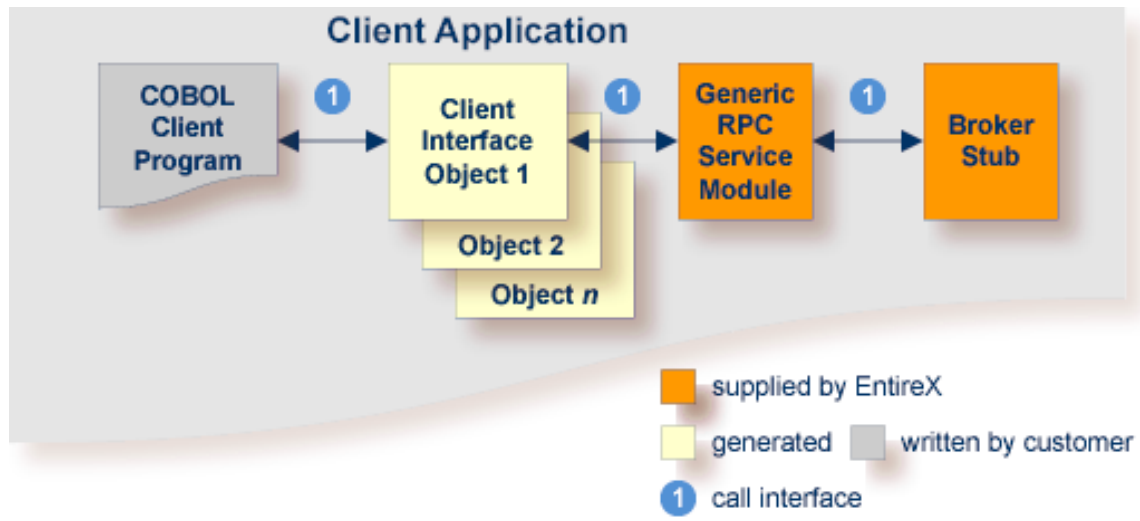 Client Application
COBOL
Client
Program
1
Client
Interface
Object 1
Object 2
Object n
1
Generic
RPC
Service
Module
1
Broker
Stub
supplied by EntireX
generated
written by customer
1 call interface